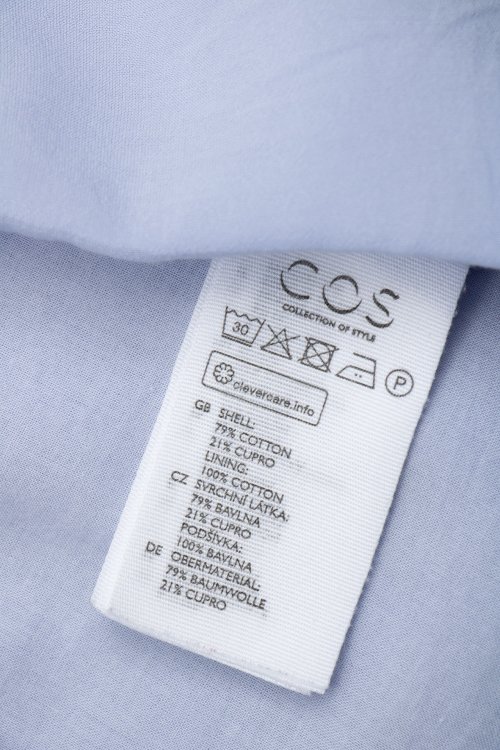 COS
COLLECTION OF STYLE
30
P
clevercare.info
GB SHELL:
79% COTTON
21% CUPRO
LINING:
100% COTTON
CZ SVRCHNÍ LÁTKA:
79% BAVLNA
21% CUPRO
PODŠÍVKA:
100% BAVLNA
DE OBERMATERIAL:
79% BAUMWOLLE
21% CUPRO